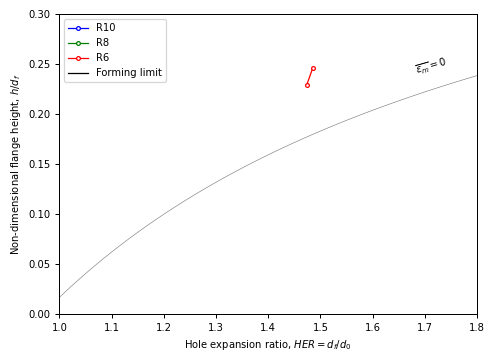 0.30
0.25
0.20
0.15
0.10
0.05
0.00
Non-dimensional flange height, h/d_f
R10
R8
R6
Forming limit
ε̅_m̅ = 0
1.0 1.1 1.2 1.3 1.4 1.5 1.6 1.7 1.8
Hole expansion ratio, HER = d_f/d_0